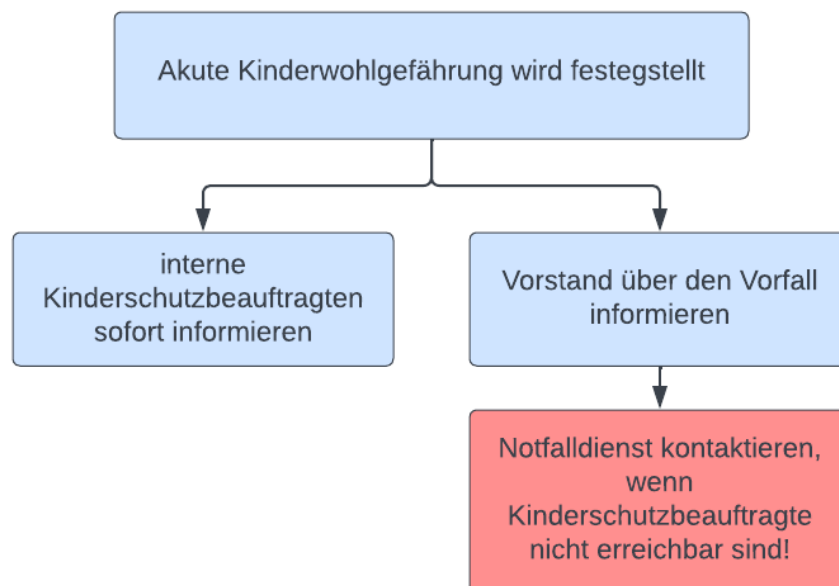 Akute Kinderwohlgefährung wird festegstellt
interne
Kinderschutzbeauftragten
sofort informieren
Vorstand über den Vorfall
informieren
Notfalldienst kontaktieren,
wenn
Kinderschutzbeauftragte
nicht erreichbar sind!